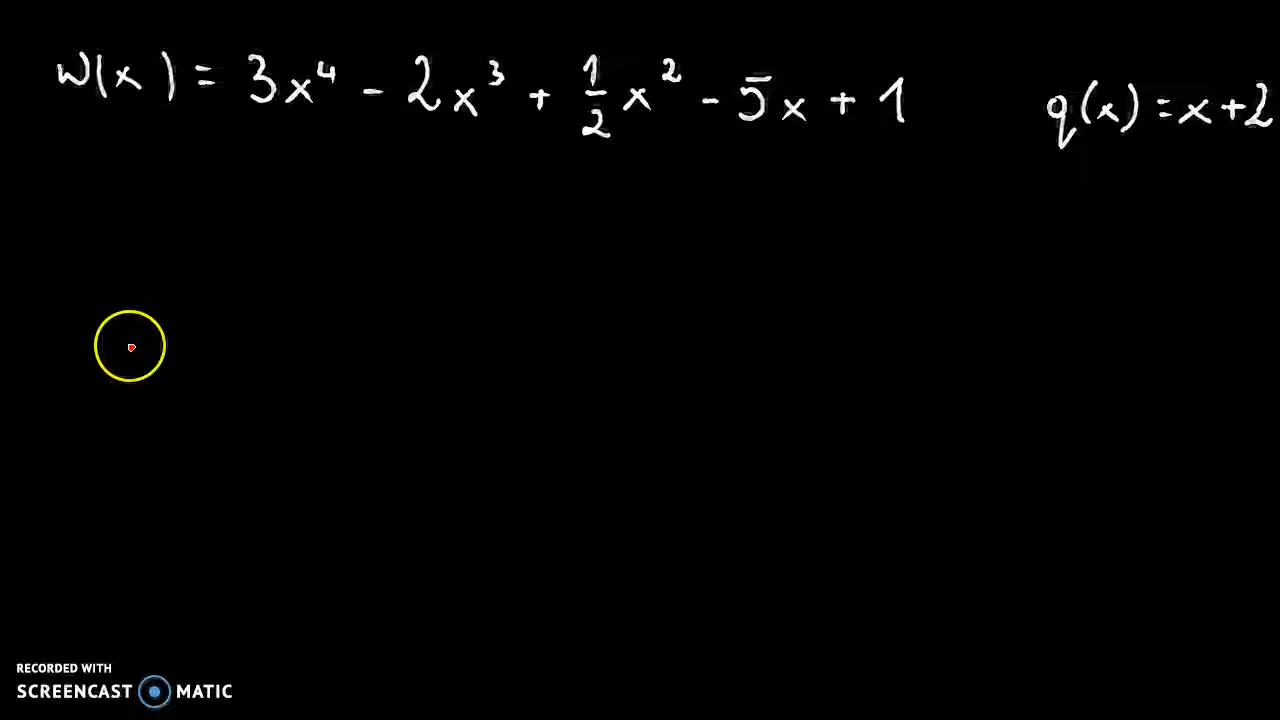 w(x) = 3x⁴ - 2x³ + 1/2 x² - 5x + 1
q(x) = x + 2
RECORDED WITH
SCREENCAST MATIC